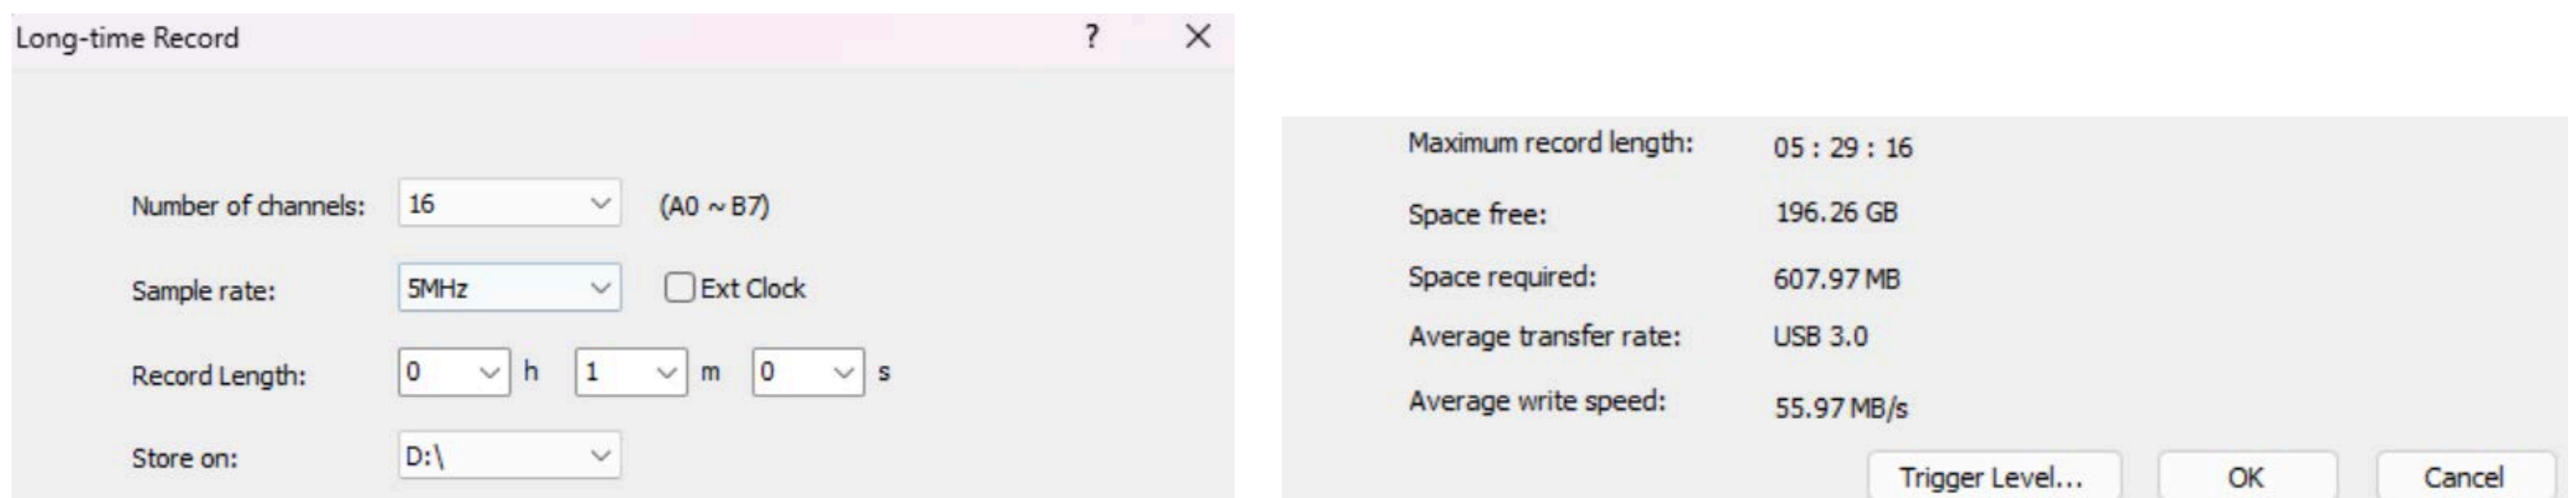 Long-time Record ? X
Number of channels: 16 (A0 ~ B7)
Sample rate: 5MHz Ext Clock
Record Length: 0 h 1 m 0 s
Store on: D:\
Maximum record length: 05 : 29 : 16
Space free: 196.26 GB
Space required: 607.97 MB
Average transfer rate: USB 3.0
Average write speed: 55.97 MB/s
Trigger Level... OK Cancel